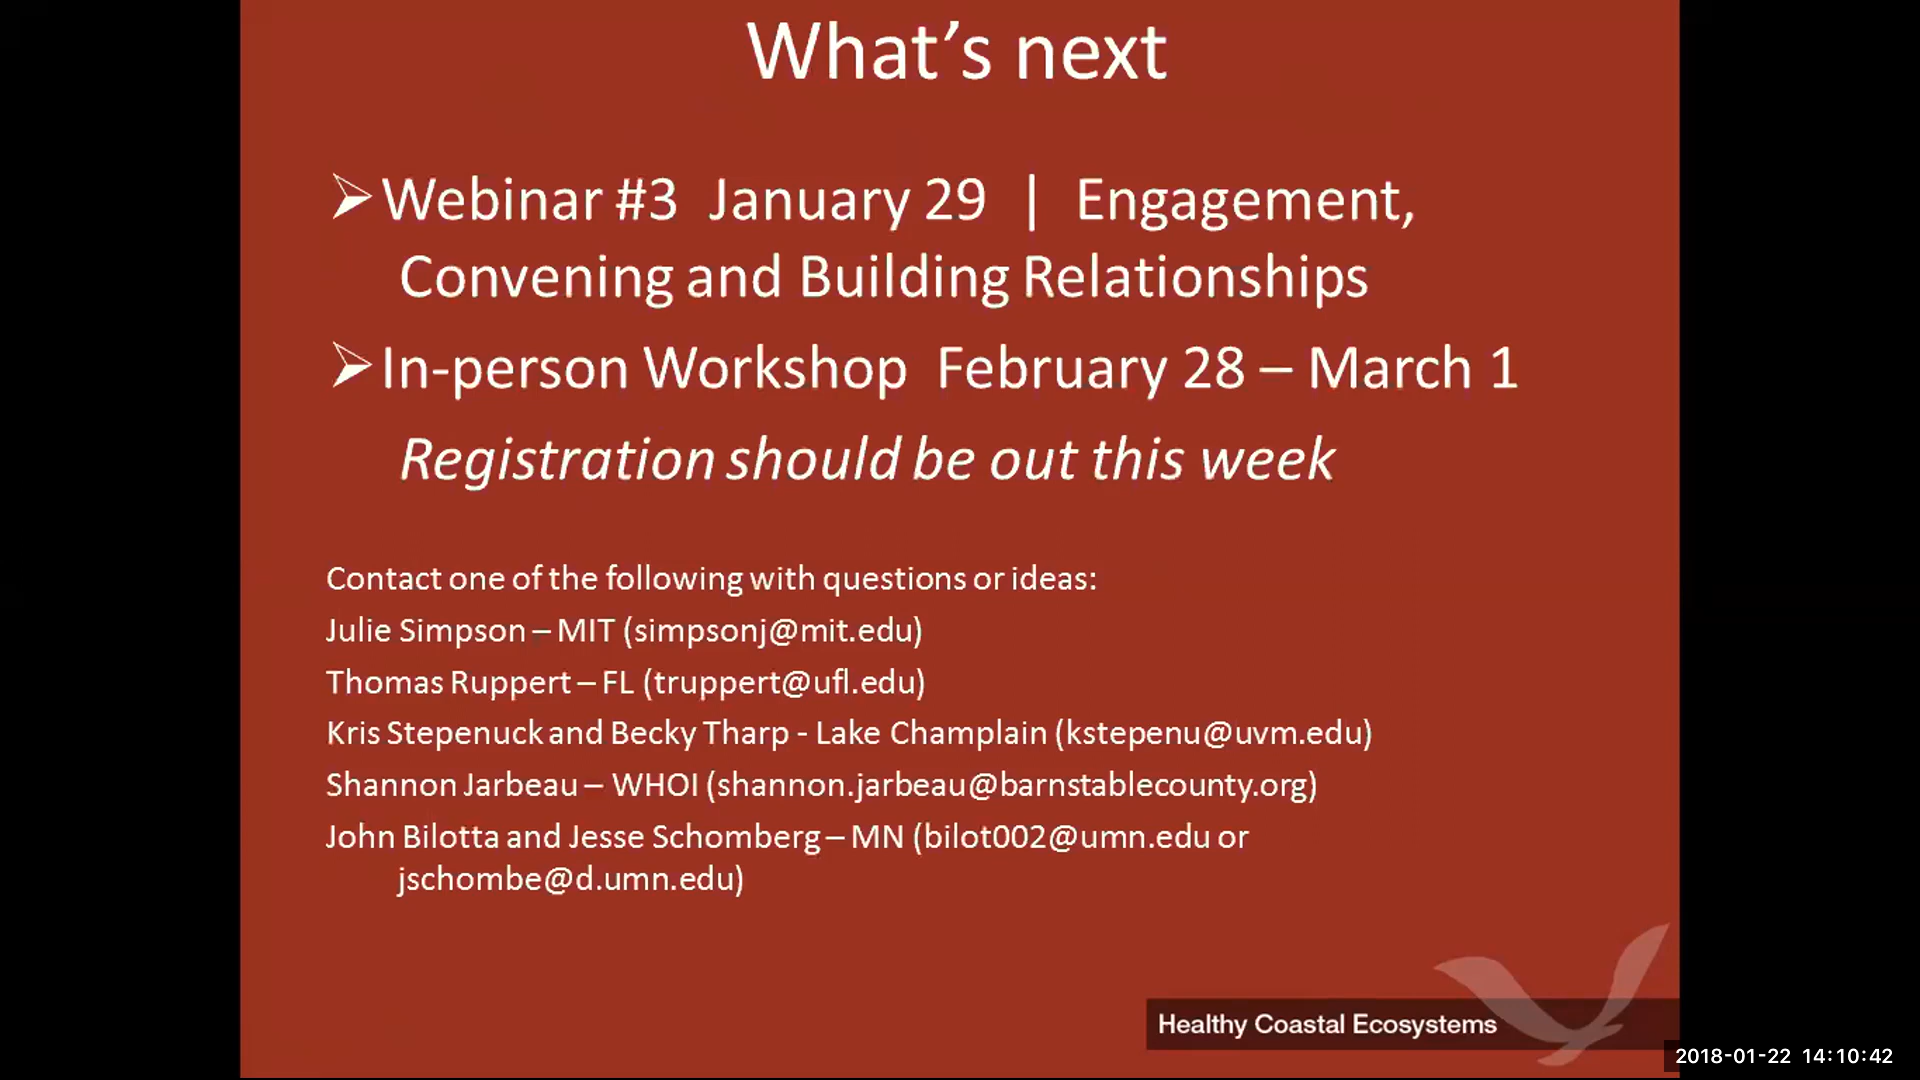 What’s next
➢Webinar #3 January 29 | Engagement,
Convening and Building Relationships
➢In-person Workshop February 28 – March 1
Registration should be out this week
Contact one of the following with questions or ideas:
Julie Simpson – MIT (simpsonj@mit.edu)
Thomas Ruppert – FL (truppert@ufl.edu)
Kris Stepenuck and Becky Tharp - Lake Champlain (kstepenu@uvm.edu)
Shannon Jarbeau – WHOI (shannon.jarbeau@barnstablecounty.org)
John Bilotta and Jesse Schomberg – MN (bilot002@umn.edu or
jschombe@d.umn.edu)
Healthy Coastal Ecosystems
2018-01-22 14:10:42